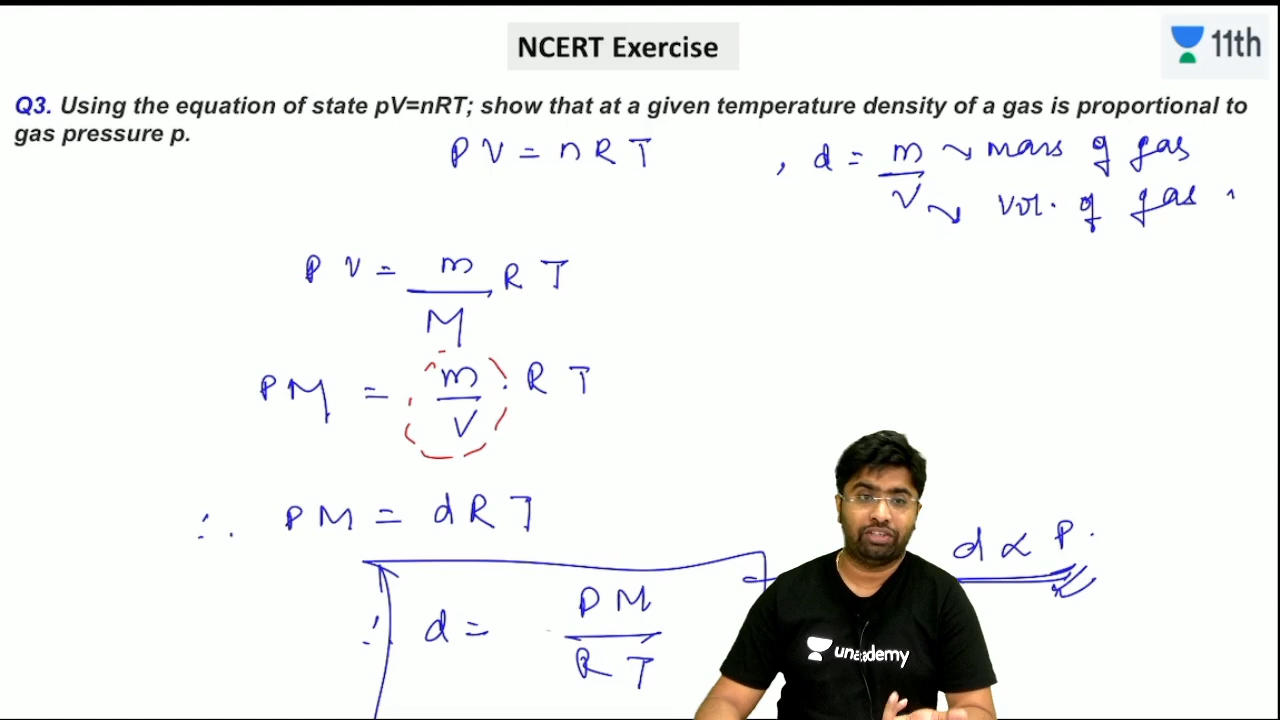 NCERT Exercise
11th
Q3. Using the equation of state pV=nRT; show that at a given temperature density of a gas is proportional to
gas pressure p.
PV = nRT , d = m/V
m → mass of gas
V → vol. of gas
PV = m/M RT
PM = m/V . RT
∴ PM = dRT
d ∝ P.
∴ d = PM/RT
unacademy